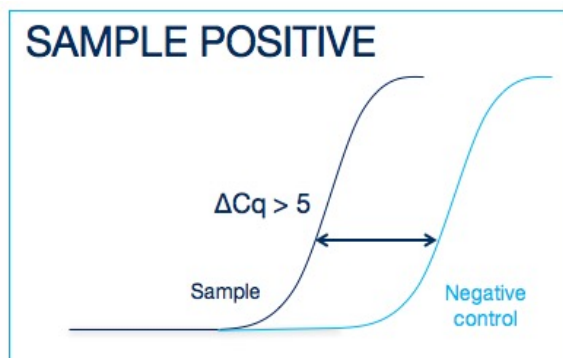 SAMPLE POSITIVE
ΔCq > 5
Sample
Negative
control